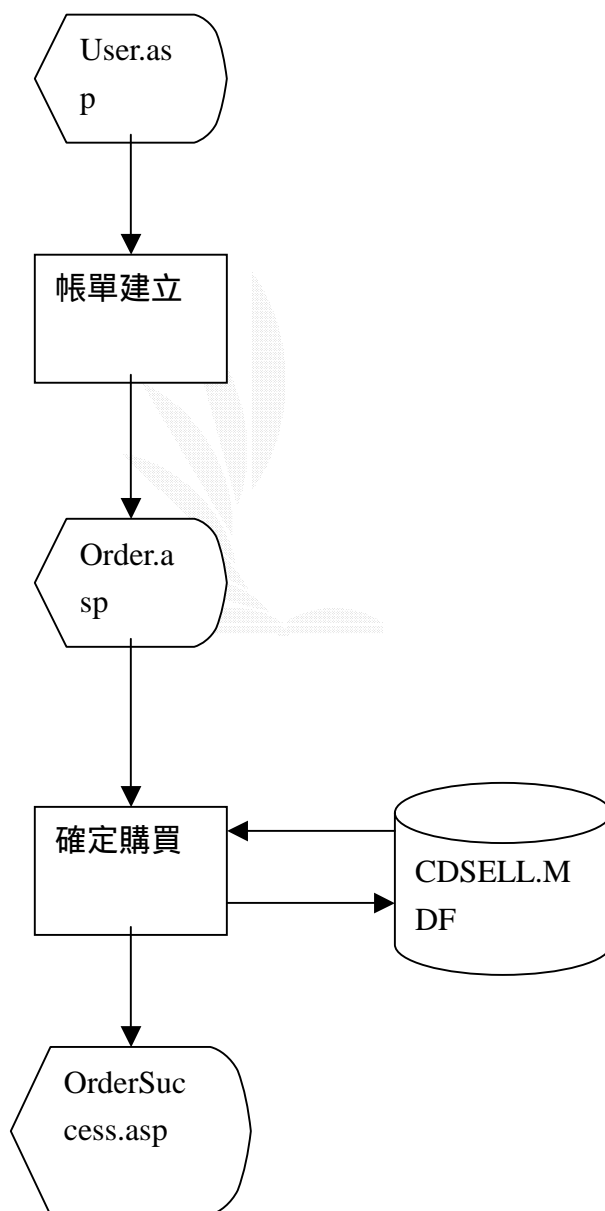 User.as
p
帳單建立
Order.a
sp
確定購買
CDSELL.M
DF
OrderSuc
cess.asp